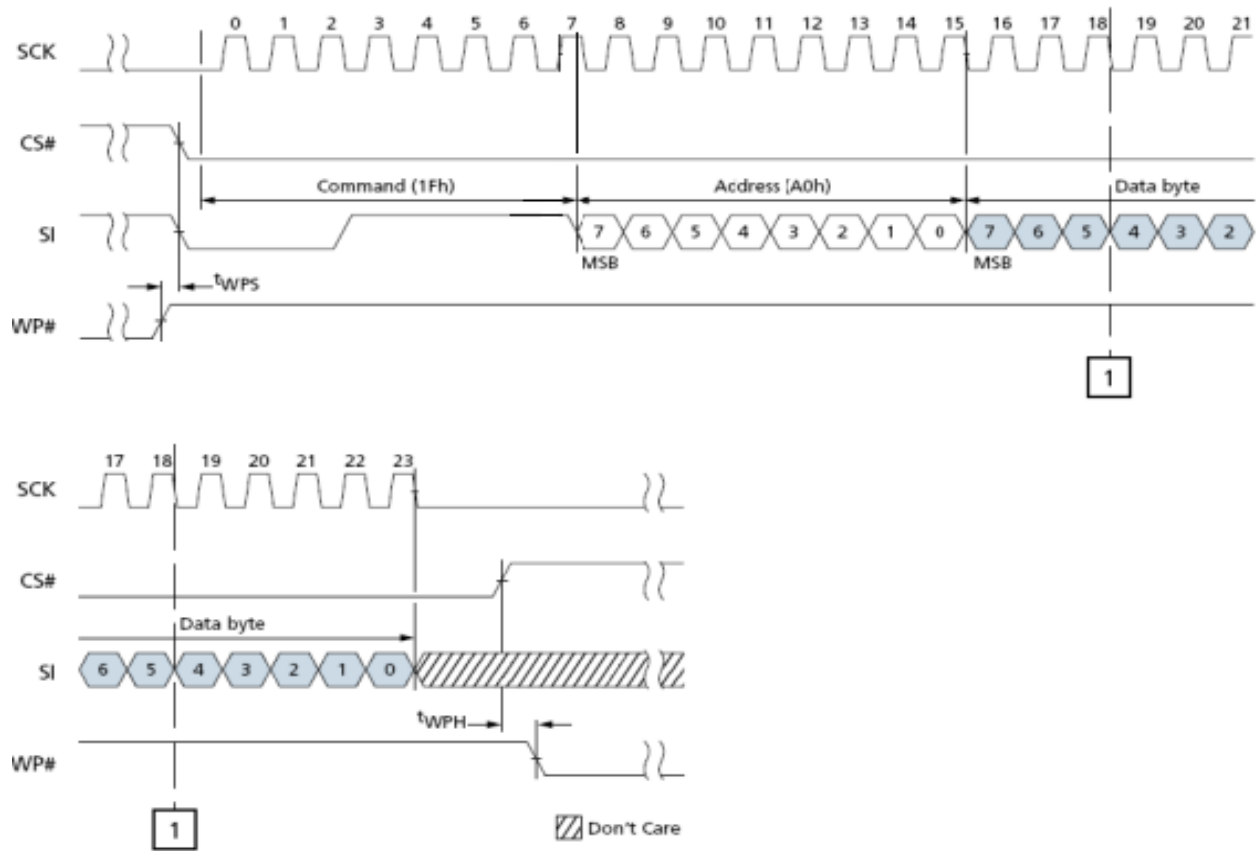 0 1 2 3 4 5 6 7 8 9 10 11 12 13 14 15 16 17 18 19 20 21
SCK
CS#
Command (1Fh) Address (A0h) Data byte
SI 7 6 5 4 3 2 1 0 7 6 5 4 3 2
MSB MSB
tWPS
WP#
1
17 18 19 20 21 22 23
SCK
CS#
Data byte
SI 6 5 4 3 2 1 0
tWPH
WP#
1
Don't Care